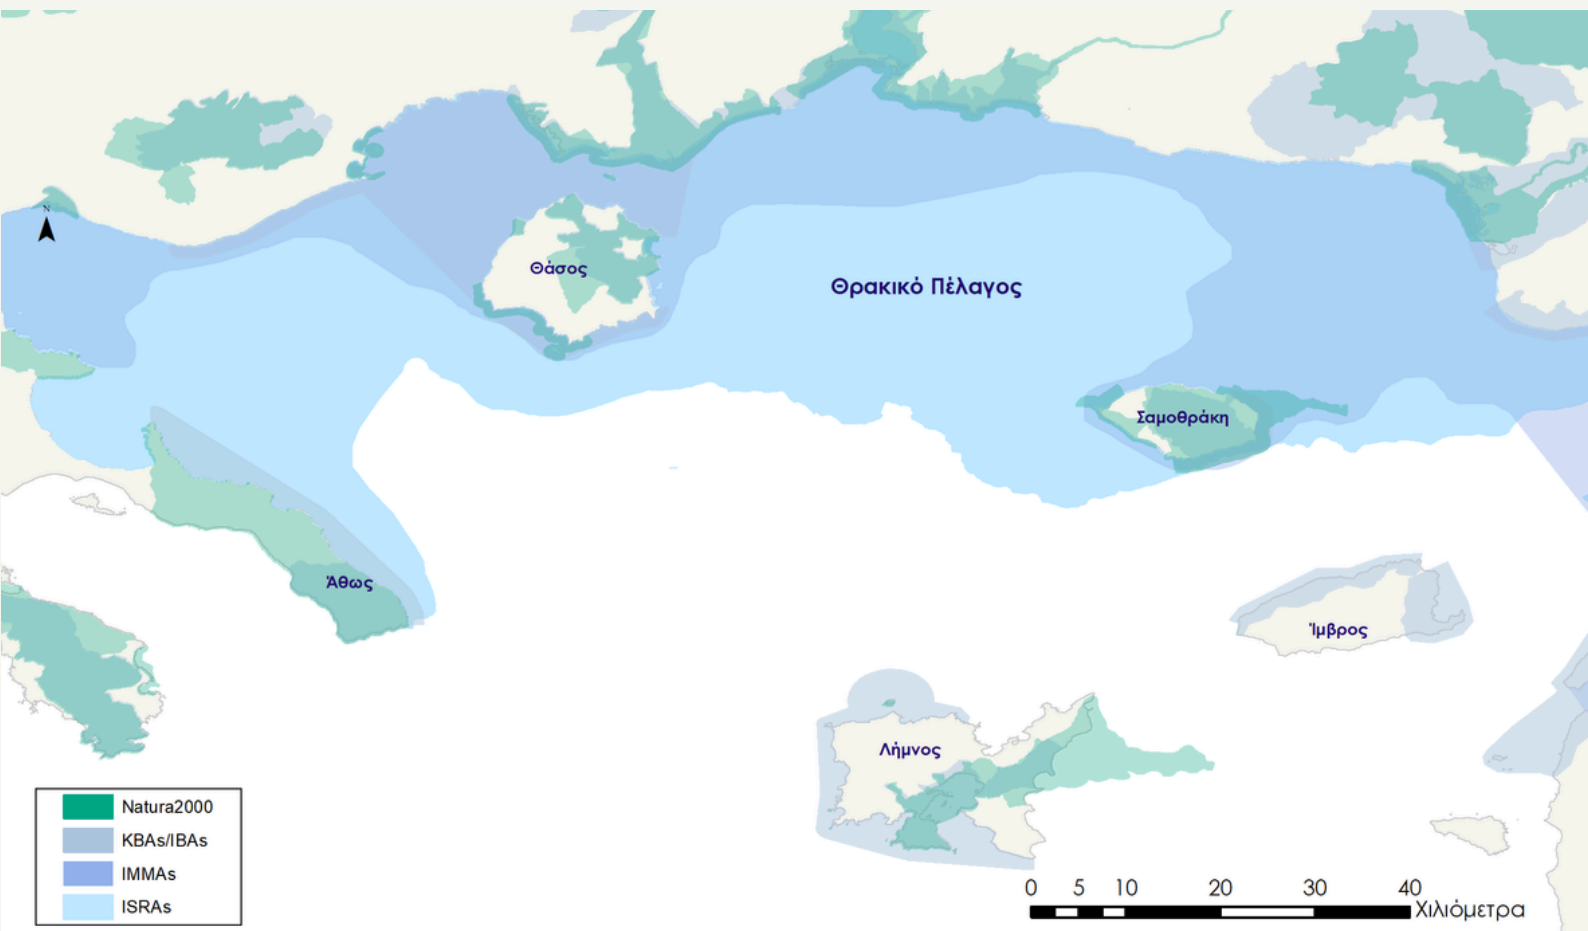 N
Θάσος
Θρακικό Πέλαγος
Σαμοθράκη
Άθως
Ίμβρος
Λήμνος
Natura2000
KBAs/IBAs
IMMAs
ISRAs
0 5 10 20 30 40
Χιλιόμετρα